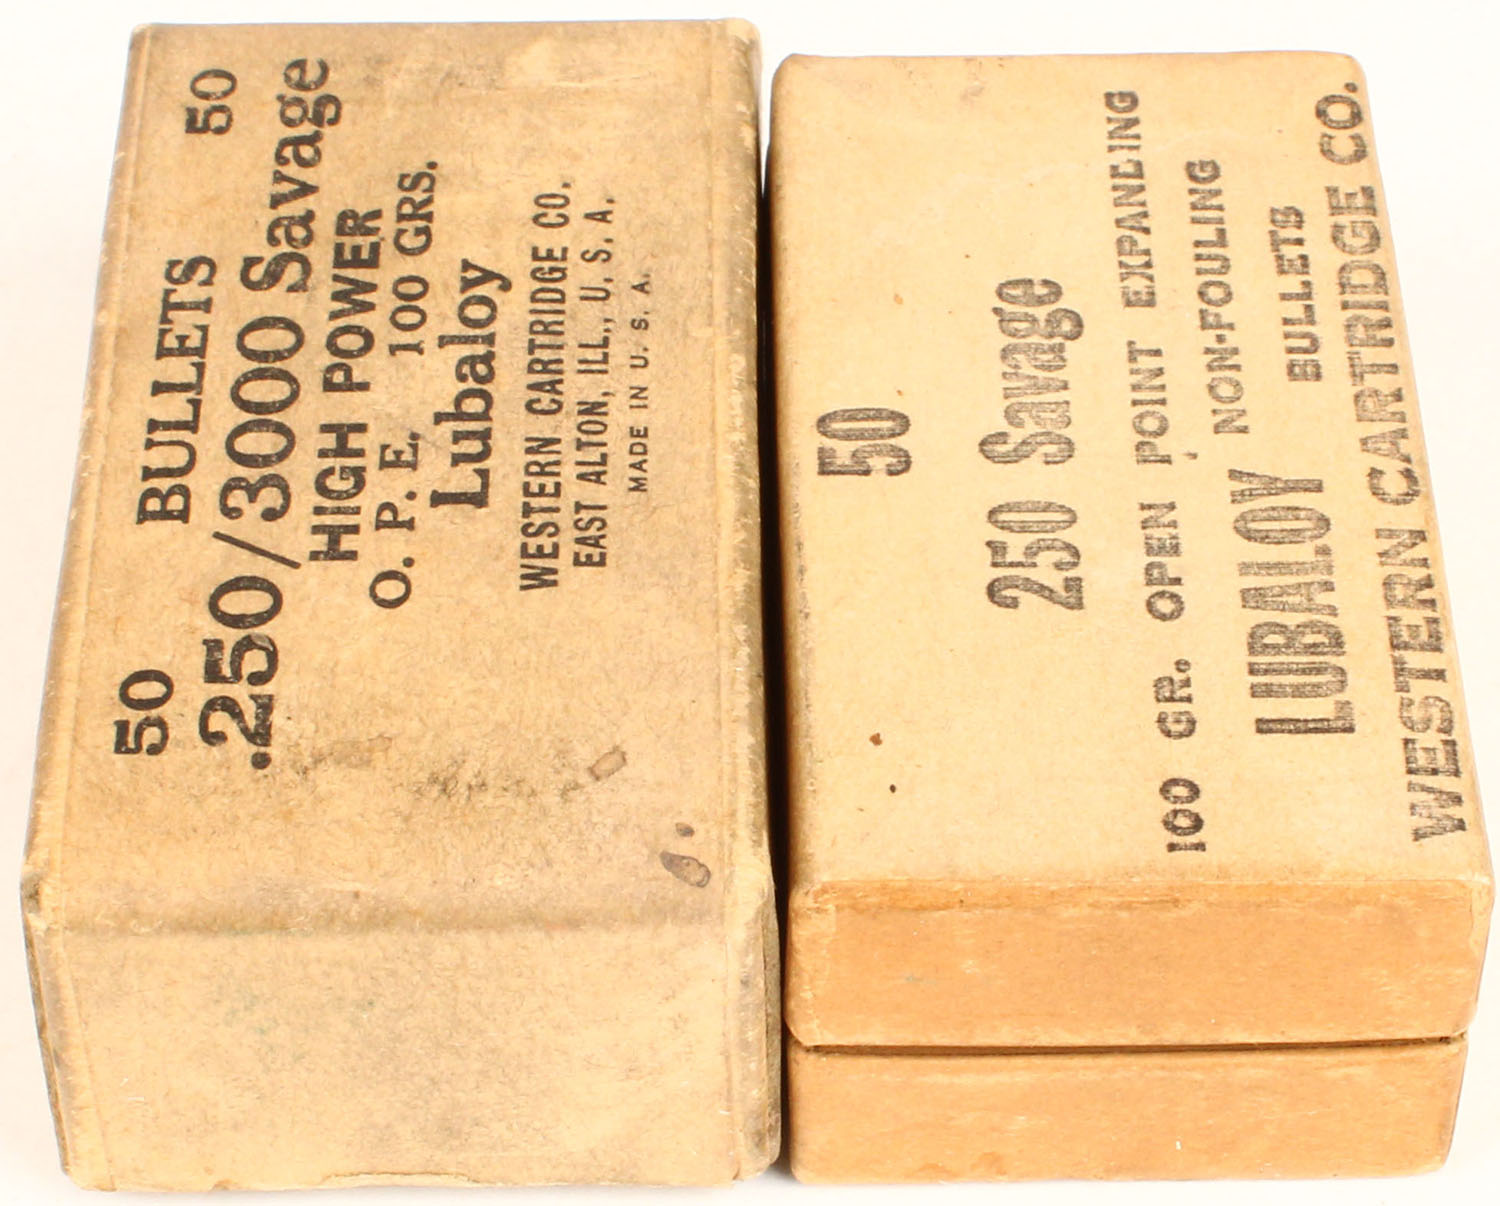 50 BULLETS 50
.250/3000 Savage
HIGH POWER
O. P. E. 100 GRS.
Lubaloy
WESTERN CARTRIDGE CO.
EAST ALTON, ILL., U. S. A.
MADE IN U. S. A.
50
250 Savage
100 GR. OPEN POINT EXPANDING
LUBALOY NON-FOULING
BULLETS
WESTERN CARTRIDGE CO.